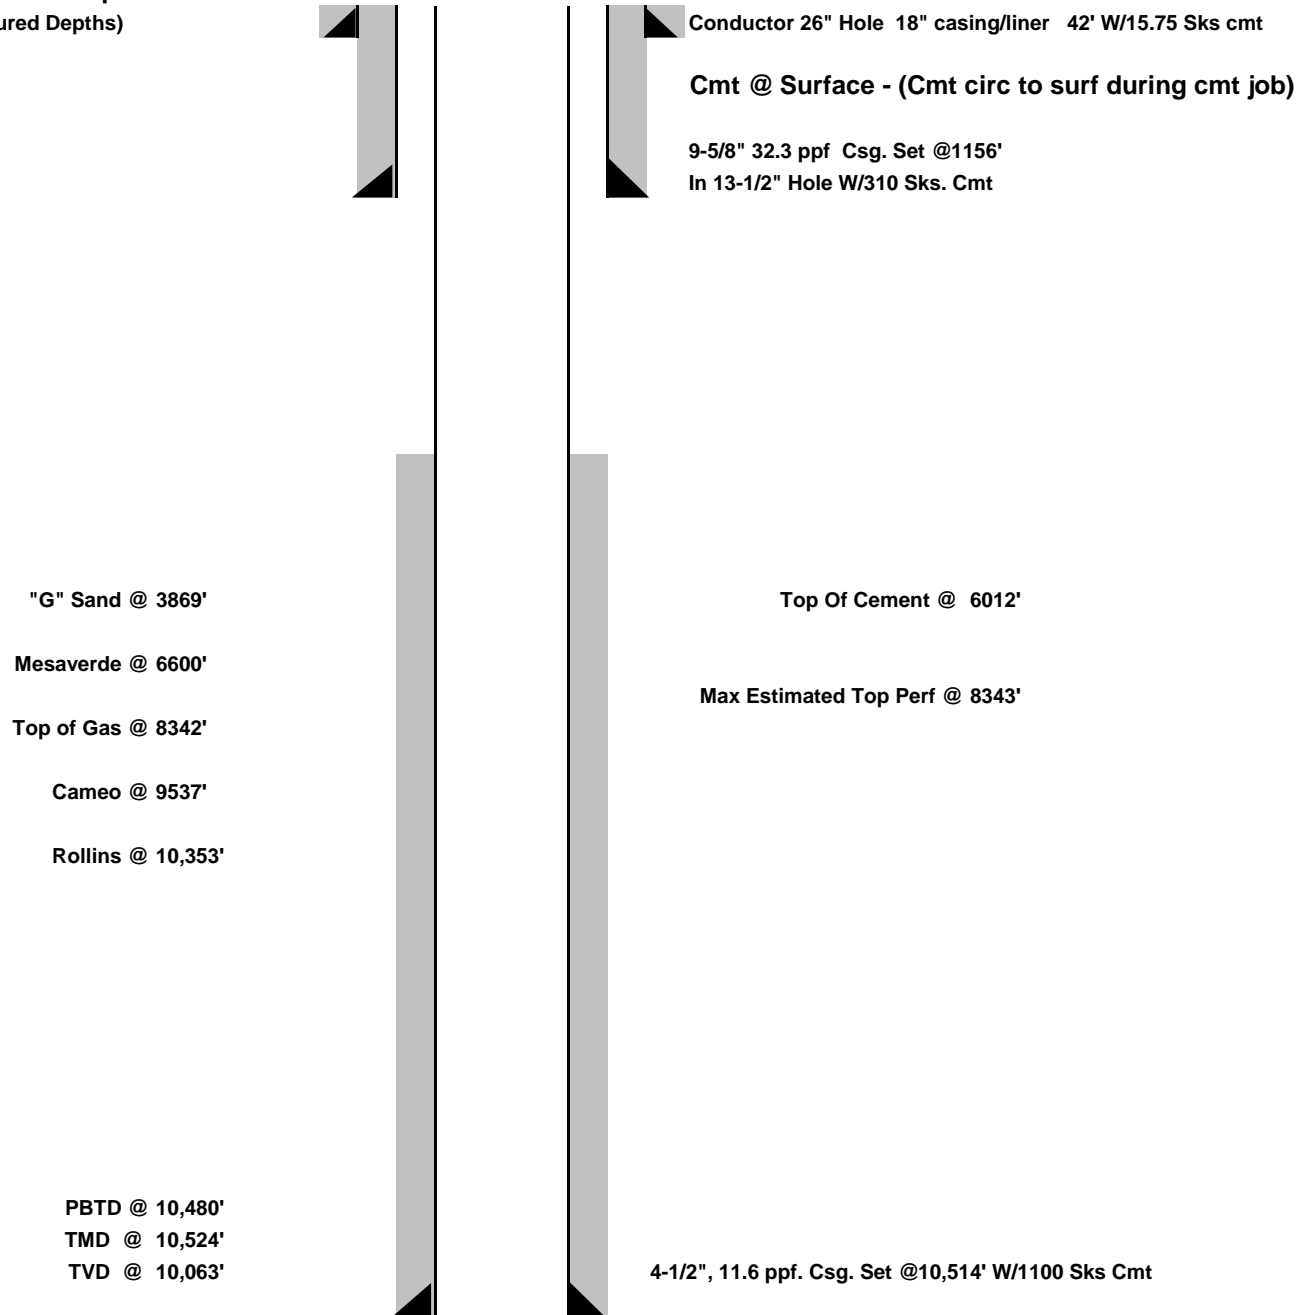 ured Depths)
Conductor 26" Hole 18" casing/liner 42' W/15.75 Sks cmt
Cmt @ Surface - (Cmt circ to surf during cmt job)
9-5/8" 32.3 ppf Csg. Set @1156'
In 13-1/2" Hole W/310 Sks. Cmt
"G" Sand @ 3869'
Top Of Cement @ 6012'
Mesaverde @ 6600'
Max Estimated Top Perf @ 8343'
Top of Gas @ 8342'
Cameo @ 9537'
Rollins @ 10,353'
PBTD @ 10,480'
TMD @ 10,524'
TVD @ 10,063'
4-1/2", 11.6 ppf. Csg. Set @10,514' W/1100 Sks Cmt